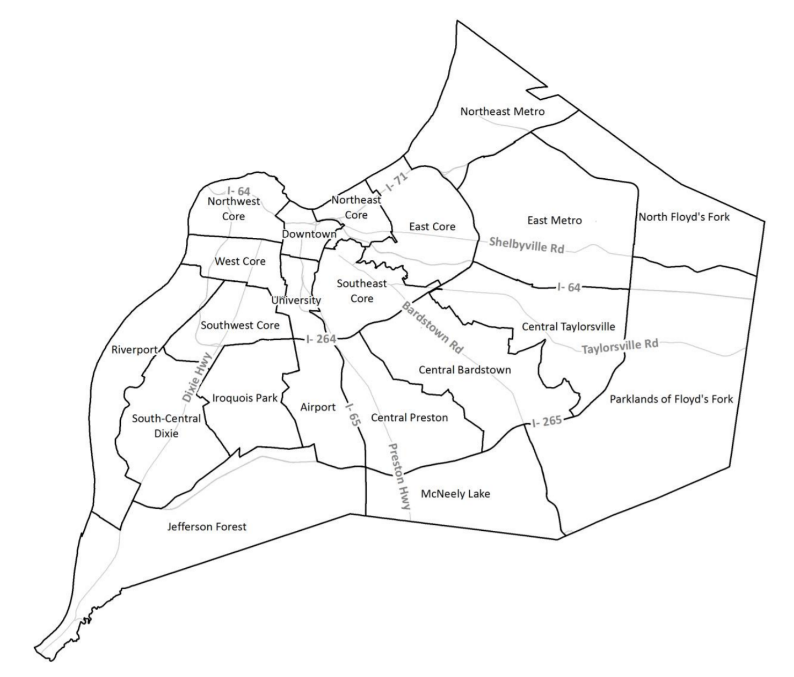 Northeast Metro
I- 71
I- 64
Northwest
Core
Northeast
Core
North Floyd's Fork
East Metro
East Core
Downtown
Shelbyville Rd
West Core
Southeast
Core
I- 64
University
Bardstown Rd
Southwest Core
Central Taylorsville
I- 264
Taylorsville Rd
Riverport
Dixie Hwy
Central Bardstown
Iroquois Park
Parklands of Floyd's Fork
Airport
I- 65
South-Central
Dixie
Central Preston
I- 265
Preston Hwy
McNeely Lake
Jefferson Forest